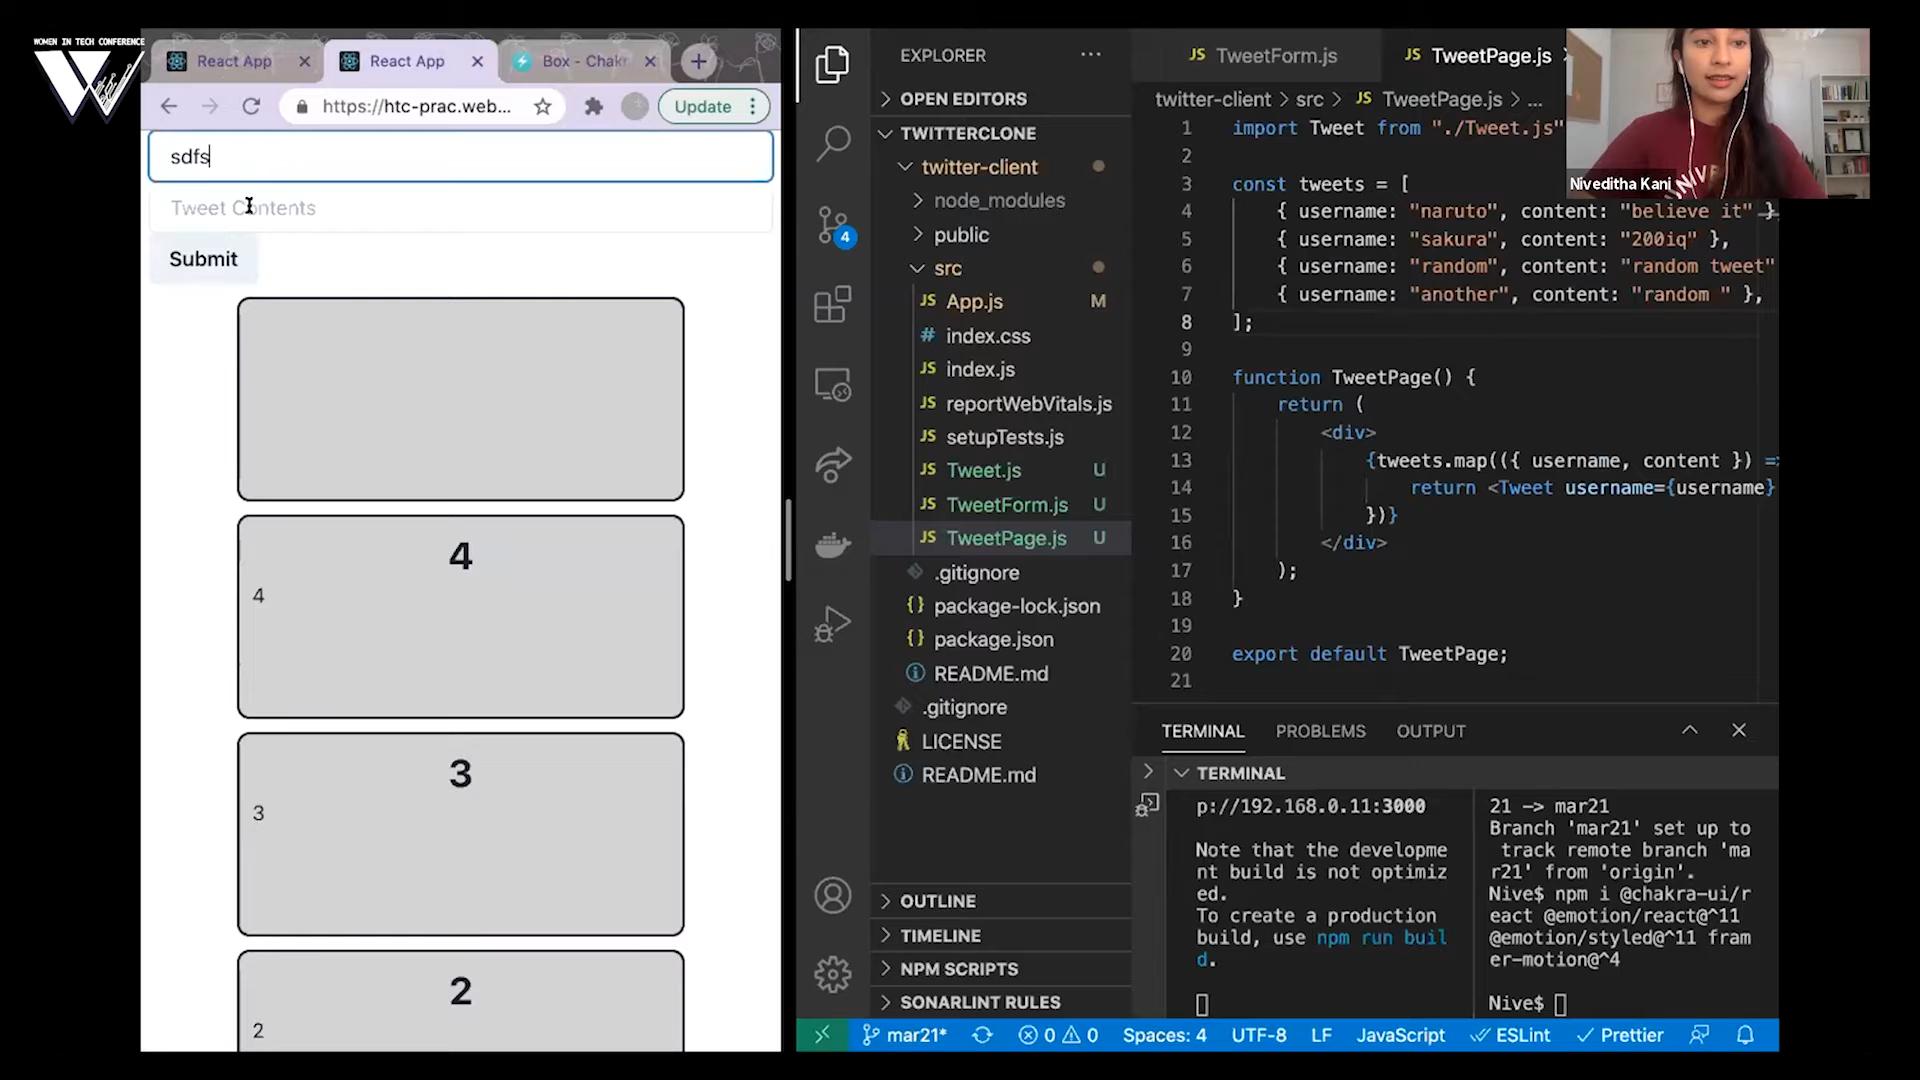 WOMEN IN TECH CONFERENCE
React App
React App
Box - Chakr
https://htc-prac.web...
Update
sdfs
Tweet Contents
Submit
4
4
3
3
2
2
EXPLORER
OPEN EDITORS
TWITTERCLONE
twitter-client
node_modules
public
src
JS App.js M
# index.css
JS index.js
JS reportWebVitals.js
JS setupTests.js
JS Tweet.js U
JS TweetForm.js U
JS TweetPage.js U
.gitignore
{} package-lock.json
{} package.json
README.md
.gitignore
LICENSE
README.md
OUTLINE
TIMELINE
NPM SCRIPTS
SONARLINT RULES
4
JS TweetForm.js
JS TweetPage.js
twitter-client > src > JS TweetPage.js > ...
1 import Tweet from "./Tweet.js"
2
3 const tweets = [
4 { username: "naruto", content: "believe it" }
5 { username: "sakura", content: "200iq" },
6 { username: "random", content: "random tweet"
7 { username: "another", content: "random " },
8 ];
9
10 function TweetPage() {
11 return (
12 <div>
13 {tweets.map(({ username, content }) =>
14 return <Tweet username={username}
15 })}
16 </div>
17 );
18 }
19
20 export default TweetPage;
21
Niveditha Kani
TERMINAL PROBLEMS OUTPUT
TERMINAL
p://192.168.0.11:3000
Note that the developme
nt build is not optimiz
ed.
To create a production
build, use npm run buil
d.
21 -> mar21
Branch 'mar21' set up to
track remote branch 'ma
r21' from 'origin'.
Nive$ npm i @chakra-ui/r
eact @emotion/react@^11
@emotion/styled@^11 fram
er-motion@^4
Nive$
mar21* 0 0 Spaces: 4 UTF-8 LF JavaScript ESLint Prettier